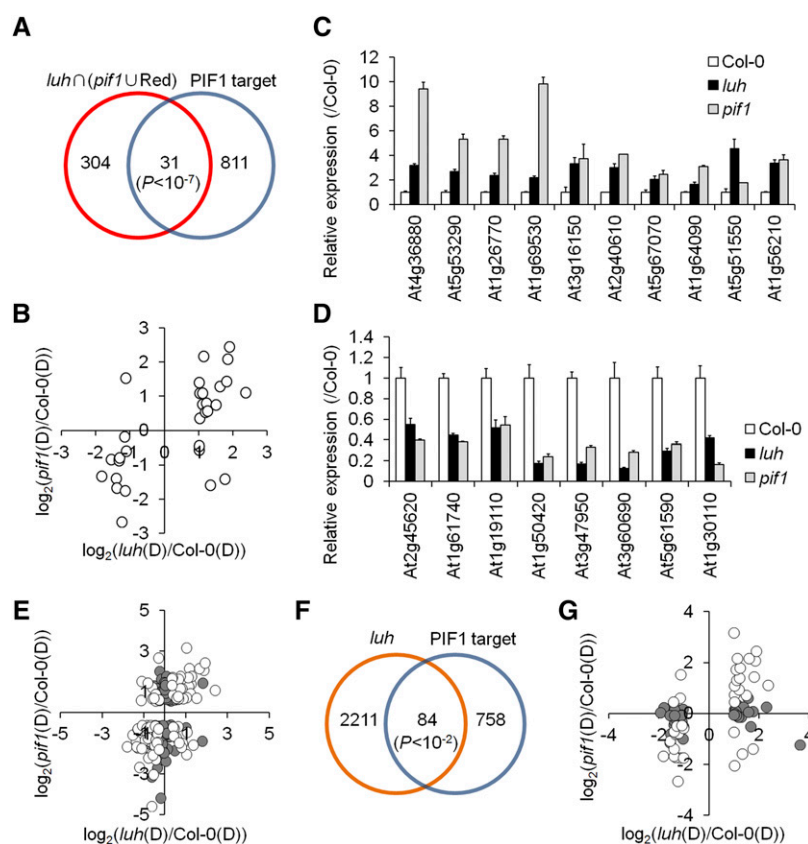 A
luh∩(pif1∪Red) PIF1 target
304 31 811
(P<10⁻⁷)
B
log₂(pif1(D)/Col-0(D))
3
2
1
0
-3 -2 -1 0 1 2 3
-1
-2
-3
log₂(luh(D)/Col-0(D))
C
Relative expression (/Col-0)
12
10
8
6
4
2
0
Col-0
luh
pif1
At4g36880
At5g53290
At1g26770
At1g69530
At3g16150
At2g40610
At5g67070
At1g64090
At5g51550
At1g56210
D
Relative expression (/Col-0)
1.4
1.2
1
0.8
0.6
0.4
0.2
0
Col-0
luh
pif1
At2g45620
At1g61740
At1g19110
At1g50420
At3g47950
At3g60690
At5g61590
At1g30110
E
log₂(pif1(D)/Col-0(D))
5
3
1
-5 -3 -1 1 3 5
-1
-3
-5
log₂(luh(D)/Col-0(D))
F
luh PIF1 target
2211 84 758
(P<10⁻²)
G
log₂(pif1(D)/Col-0(D))
4
2
0
-4 -2 0 2 4
-2
-4
log₂(luh(D)/Col-0(D))